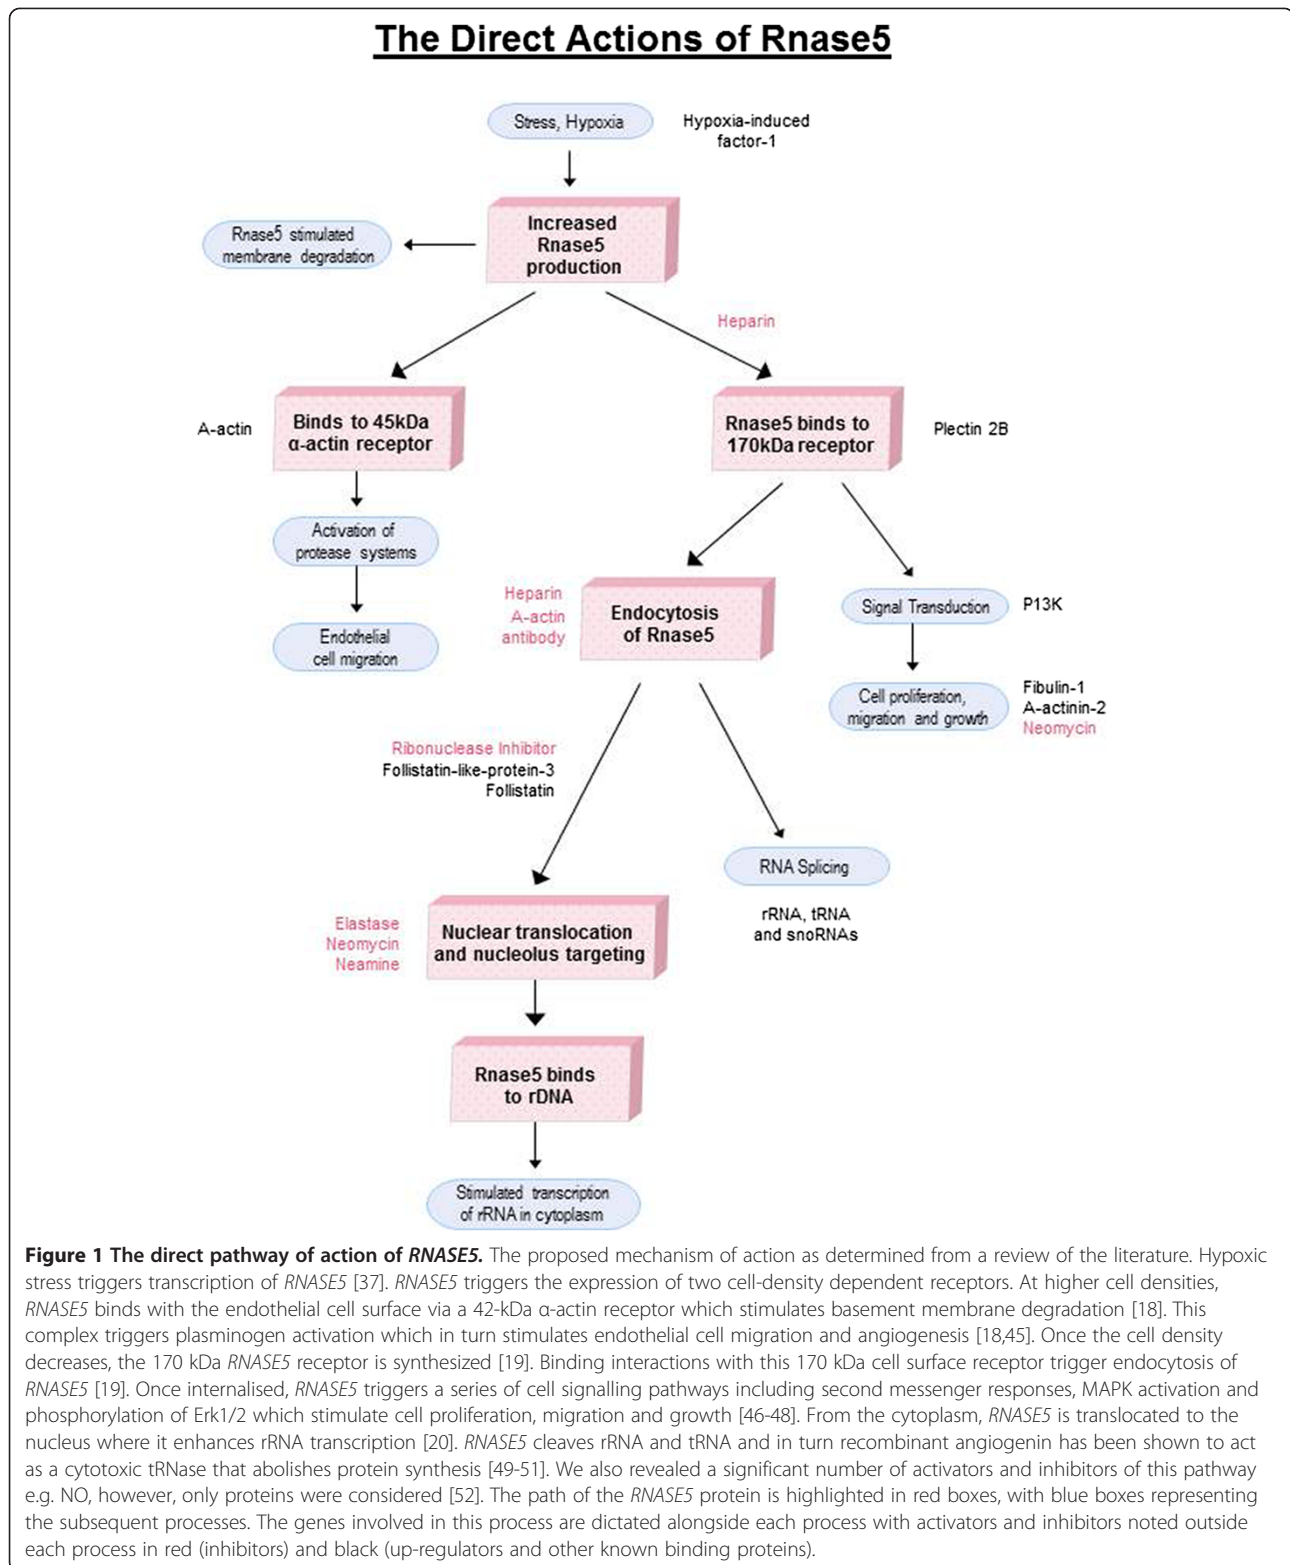 The Direct Actions of Rnase5
Stress, Hypoxia
Hypoxia-induced
factor-1
Increased
Rnase5
production
Rnase5 stimulated
membrane degradation
Heparin
A-actin
Binds to 45kDa
α-actin receptor
Rnase5 binds to
170kDa receptor
Plectin 2B
Activation of
protease systems
Endothelial
cell migration
Heparin
A-actin
antibody
Endocytosis
of Rnase5
Signal Transduction
P13K
Cell proliferation,
migration and growth
Fibulin-1
A-actinin-2
Neomycin
Ribonuclease Inhibitor
Follistatin-like-protein-3
Follistatin
RNA Splicing
rRNA, tRNA
and snoRNAs
Elastase
Neomycin
Neamine
Nuclear translocation
and nucleolus targeting
Rnase5 binds
to rDNA
Stimulated transcription
of rRNA in cytoplasm
Figure 1 The direct pathway of action of RNASE5. The proposed mechanism of action as determined from a review of the literature. Hypoxic
stress triggers transcription of RNASE5 [37]. RNASE5 triggers the expression of two cell-density dependent receptors. At higher cell densities,
RNASE5 binds with the endothelial cell surface via a 42-kDa α-actin receptor which stimulates basement membrane degradation [18]. This
complex triggers plasminogen activation which in turn stimulates endothelial cell migration and angiogenesis [18,45]. Once the cell density
decreases, the 170 kDa RNASE5 receptor is synthesized [19]. Binding interactions with this 170 kDa cell surface receptor trigger endocytosis of
RNASE5 [19]. Once internalised, RNASE5 triggers a series of cell signalling pathways including second messenger responses, MAPK activation and
phosphorylation of Erk1/2 which stimulate cell proliferation, migration and growth [46-48]. From the cytoplasm, RNASE5 is translocated to the
nucleus where it enhances rRNA transcription [20]. RNASE5 cleaves rRNA and tRNA and in turn recombinant angiogenin has been shown to act
as a cytotoxic tRNase that abolishes protein synthesis [49-51]. We also revealed a significant number of activators and inhibitors of this pathway
e.g. NO, however, only proteins were considered [52]. The path of the RNASE5 protein is highlighted in red boxes, with blue boxes representing
the subsequent processes. The genes involved in this process are dictated alongside each process with activators and inhibitors noted outside
each process in red (inhibitors) and black (up-regulators and other known binding proteins).